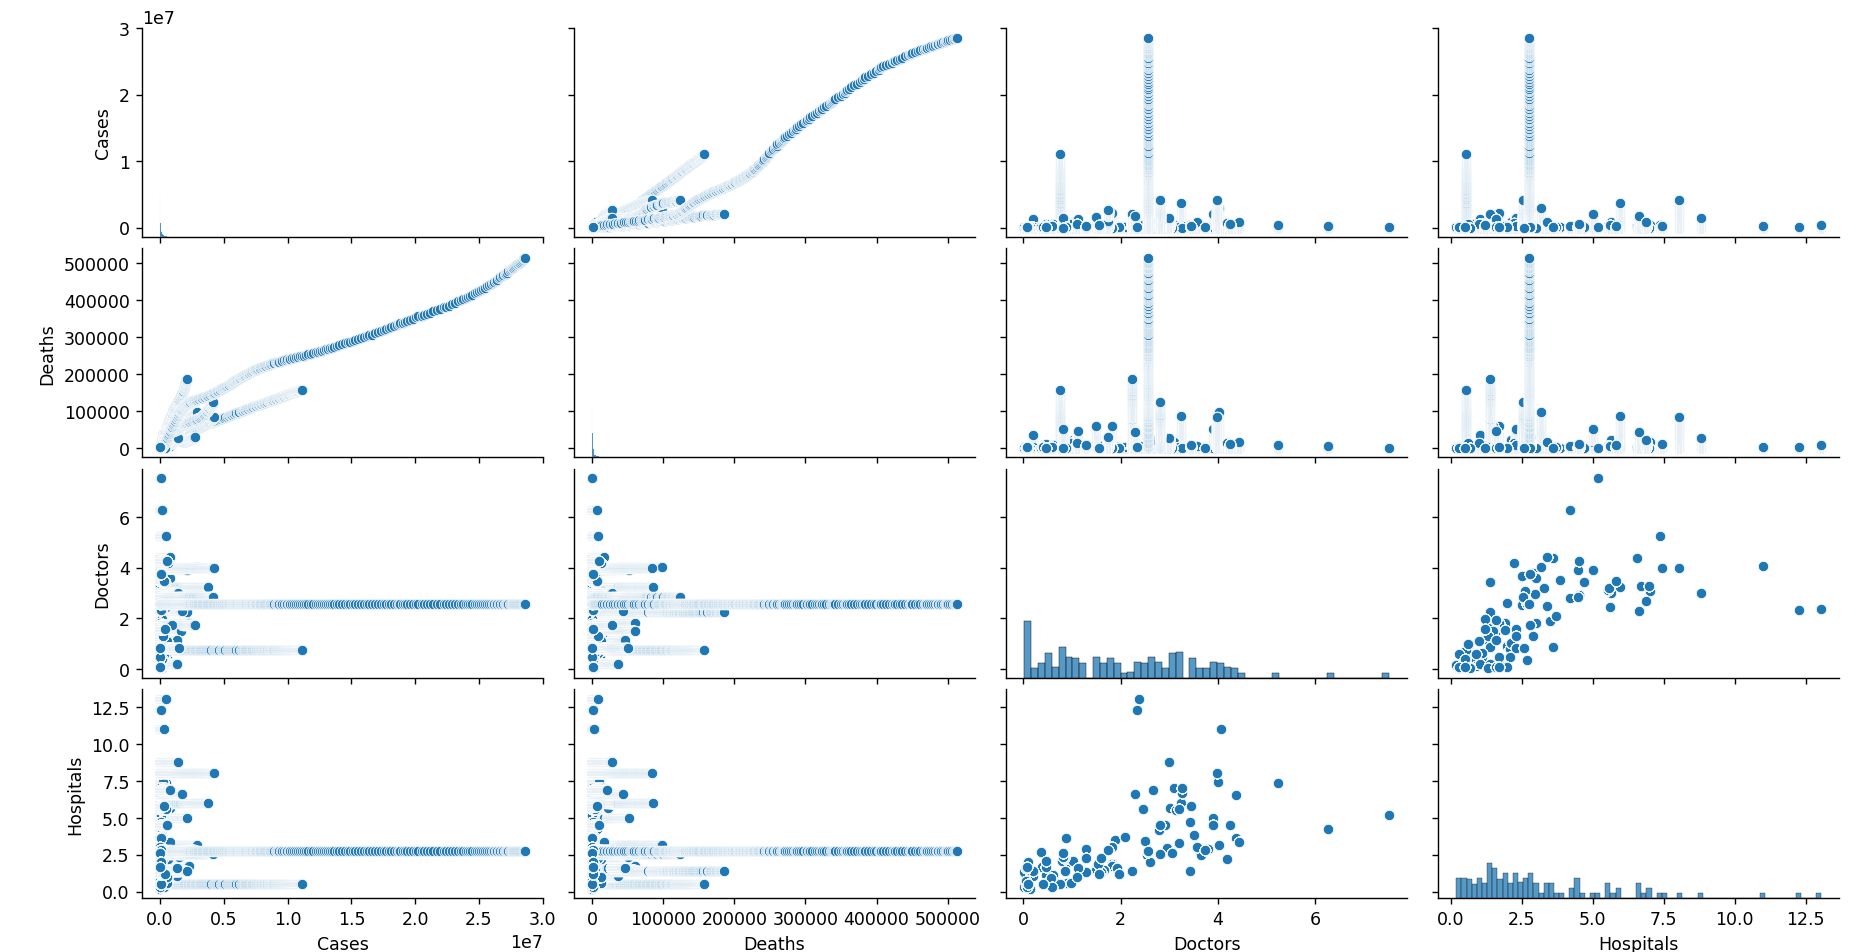 1e7
3
2
1
0
Cases
500000
400000
300000
200000
100000
0
Deaths
6
4
2
0
Doctors
12.5
10.0
7.5
5.0
2.5
0.0
Hospitals
0.0 0.5 1.0 1.5 2.0 2.5 3.0
1e7
Cases
0 100000 200000 300000 400000 500000
Deaths
0 2 4 6
Doctors
0.0 2.5 5.0 7.5 10.0 12.5
Hospitals